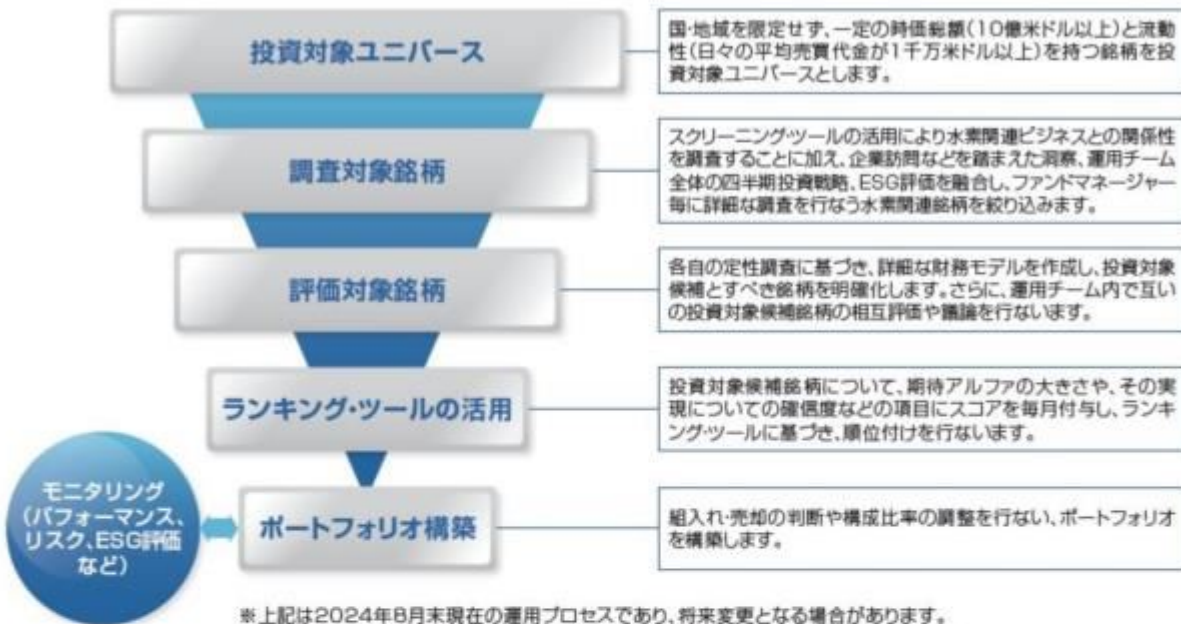 投資対象ユニバース
国・地域を限定せず、一定の時価総額(10億米ドル以上)と流動
性(日々の平均売買代金が1千万米ドル以上)を持つ銘柄を投
資対象ユニバースとします。
調査対象銘柄
スクリーニング・ツールの活用により水素関連ビジネスとの関係性
を調査することに加え、企業訪問などを踏まえた洞察、運用チーム
全体の四半期投資戦略、ESG評価を融合し、ファンドマネージャー
毎に詳細な調査を行なう水素関連銘柄を絞り込みます。
評価対象銘柄
各自の定性調査に基づき、詳細な財務モデルを作成し、投資対象
候補とすべき銘柄を明確化します。さらに、運用チーム内で互い
の投資対象候補銘柄の相互評価や議論を行ないます。
ランキング・ツールの活用
投資対象候補銘柄について、期待アルファの大きさや、その実
現についての確信度などの項目にスコアを毎月付与し、ランキ
ング・ツールに基づき、順位付けを行ないます。
モニタリング
(パフォーマンス、
リスク、ESG評価
など)
ポートフォリオ構築
組入れ・売却の判断や構成比率の調整を行ない、ポートフォリオ
を構築します。
※上記は2024年8月末現在の運用プロセスであり、将来変更となる場合があります。